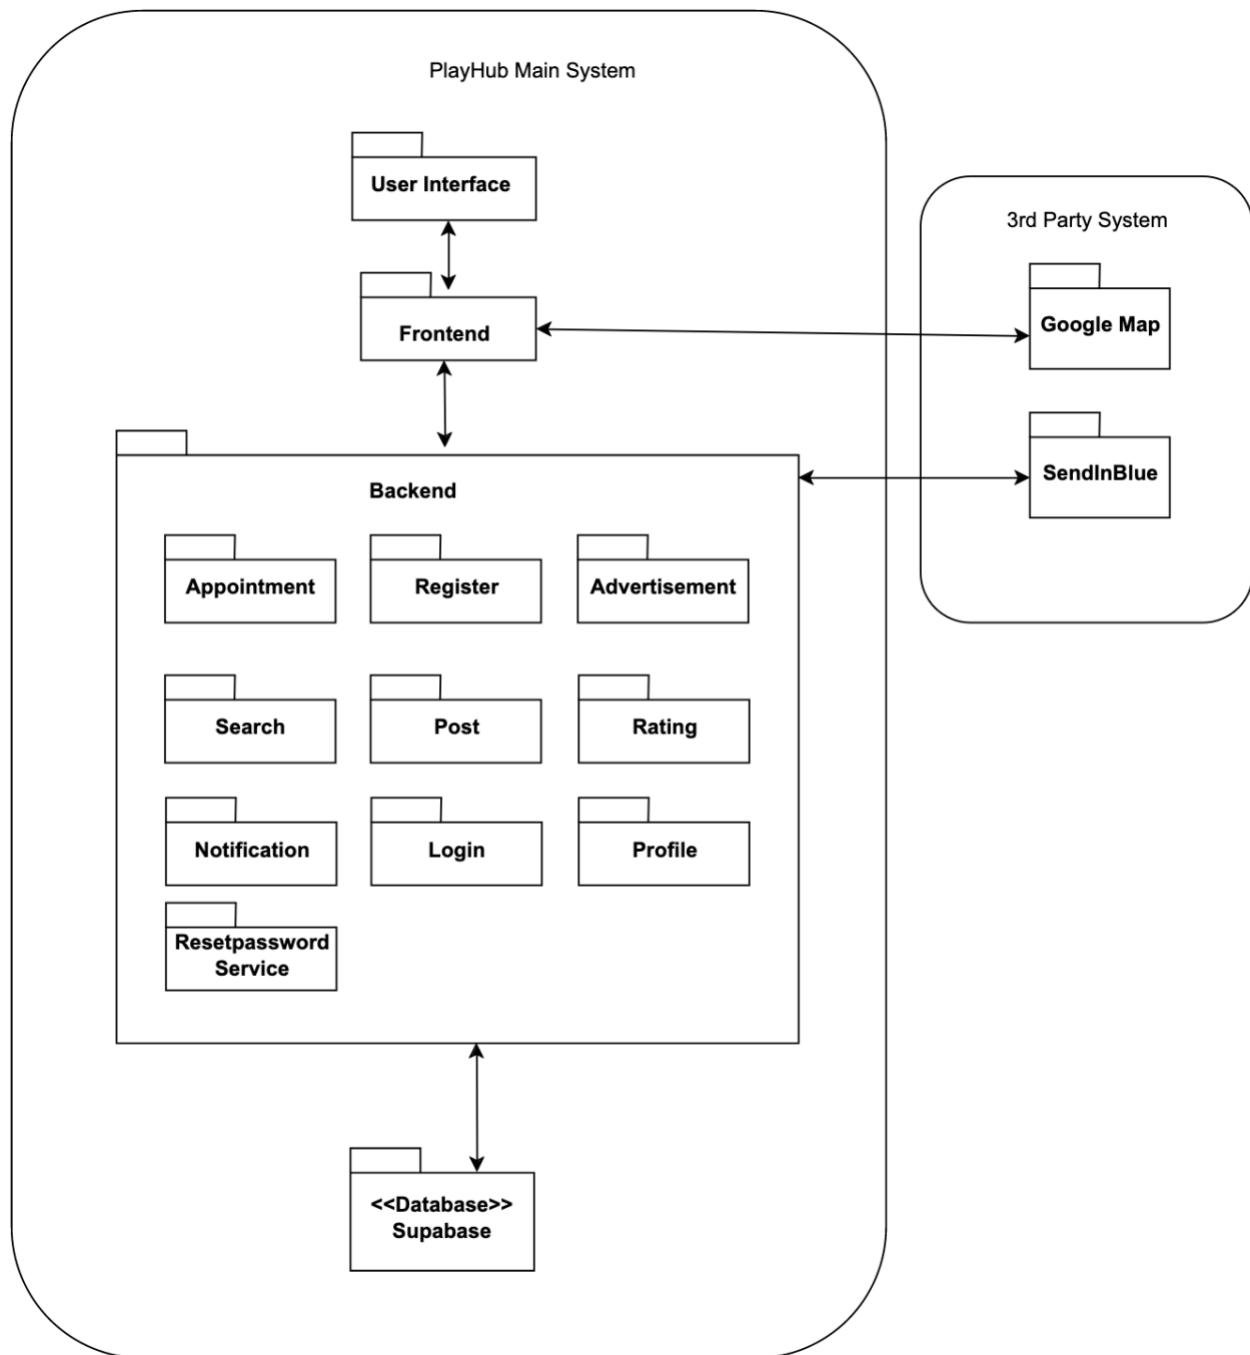 PlayHub Main System
User Interface
3rd Party System
Frontend
Google Map
SendInBlue
Backend
Appointment
Register
Advertisement
Search
Post
Rating
Notification
Login
Profile
Resetpassword
Service
<<Database>>
Supabase